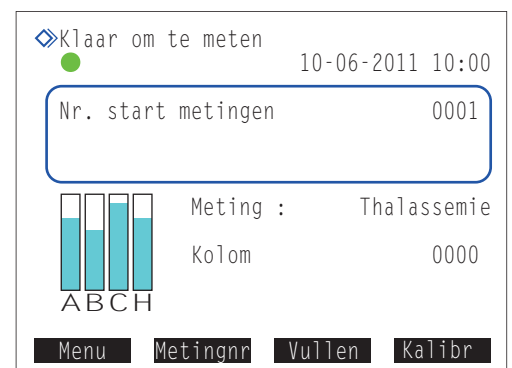 Klaar om te meten
10-06-2011 10:00
Nr. start metingen 0001
Meting : Thalassemie
Kolom 0000
ABCH
Menu Metingnr Vullen Kalibr